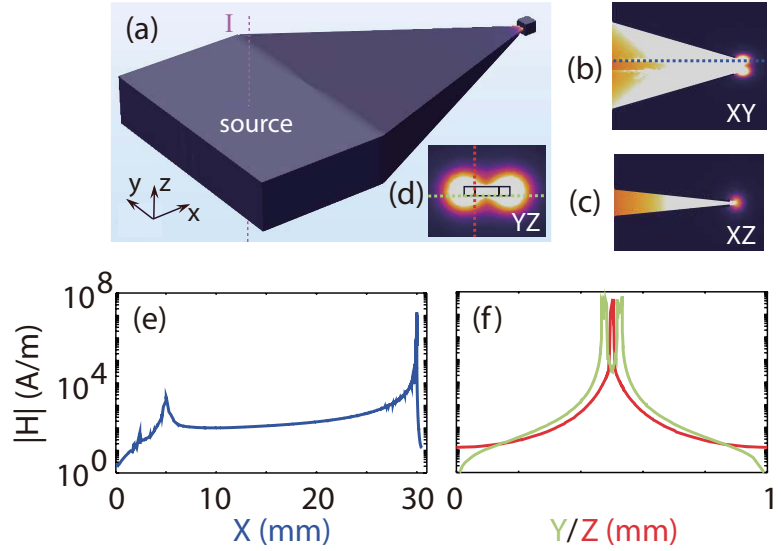 (a)
I
source
y
z
x
(b)
XY
(d)
YZ
(c)
XZ
|H| (A/m)
10^8
10^4
10^0
(e)
0
10
20
30
X (mm)
(f)
0
1
Y/Z (mm)